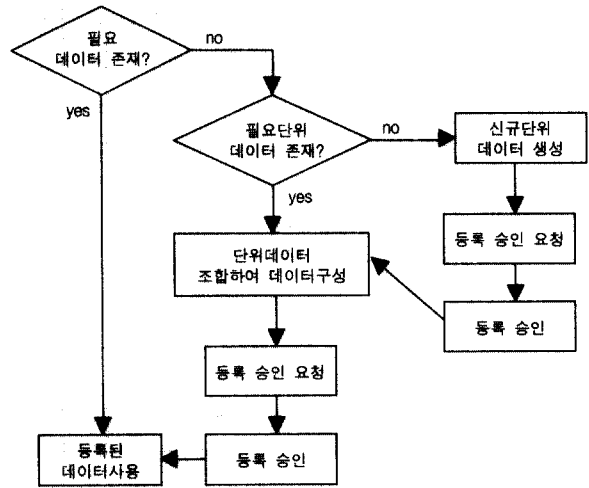 필요
데이터 존재?
no
yes
필요단위
데이터 존재?
no
yes
신규단위
데이터 생성
등록 승인 요청
등록 승인
단위데이터
조합하여 데이터구성
등록 승인 요청
등록 승인
등록된
데이터사용